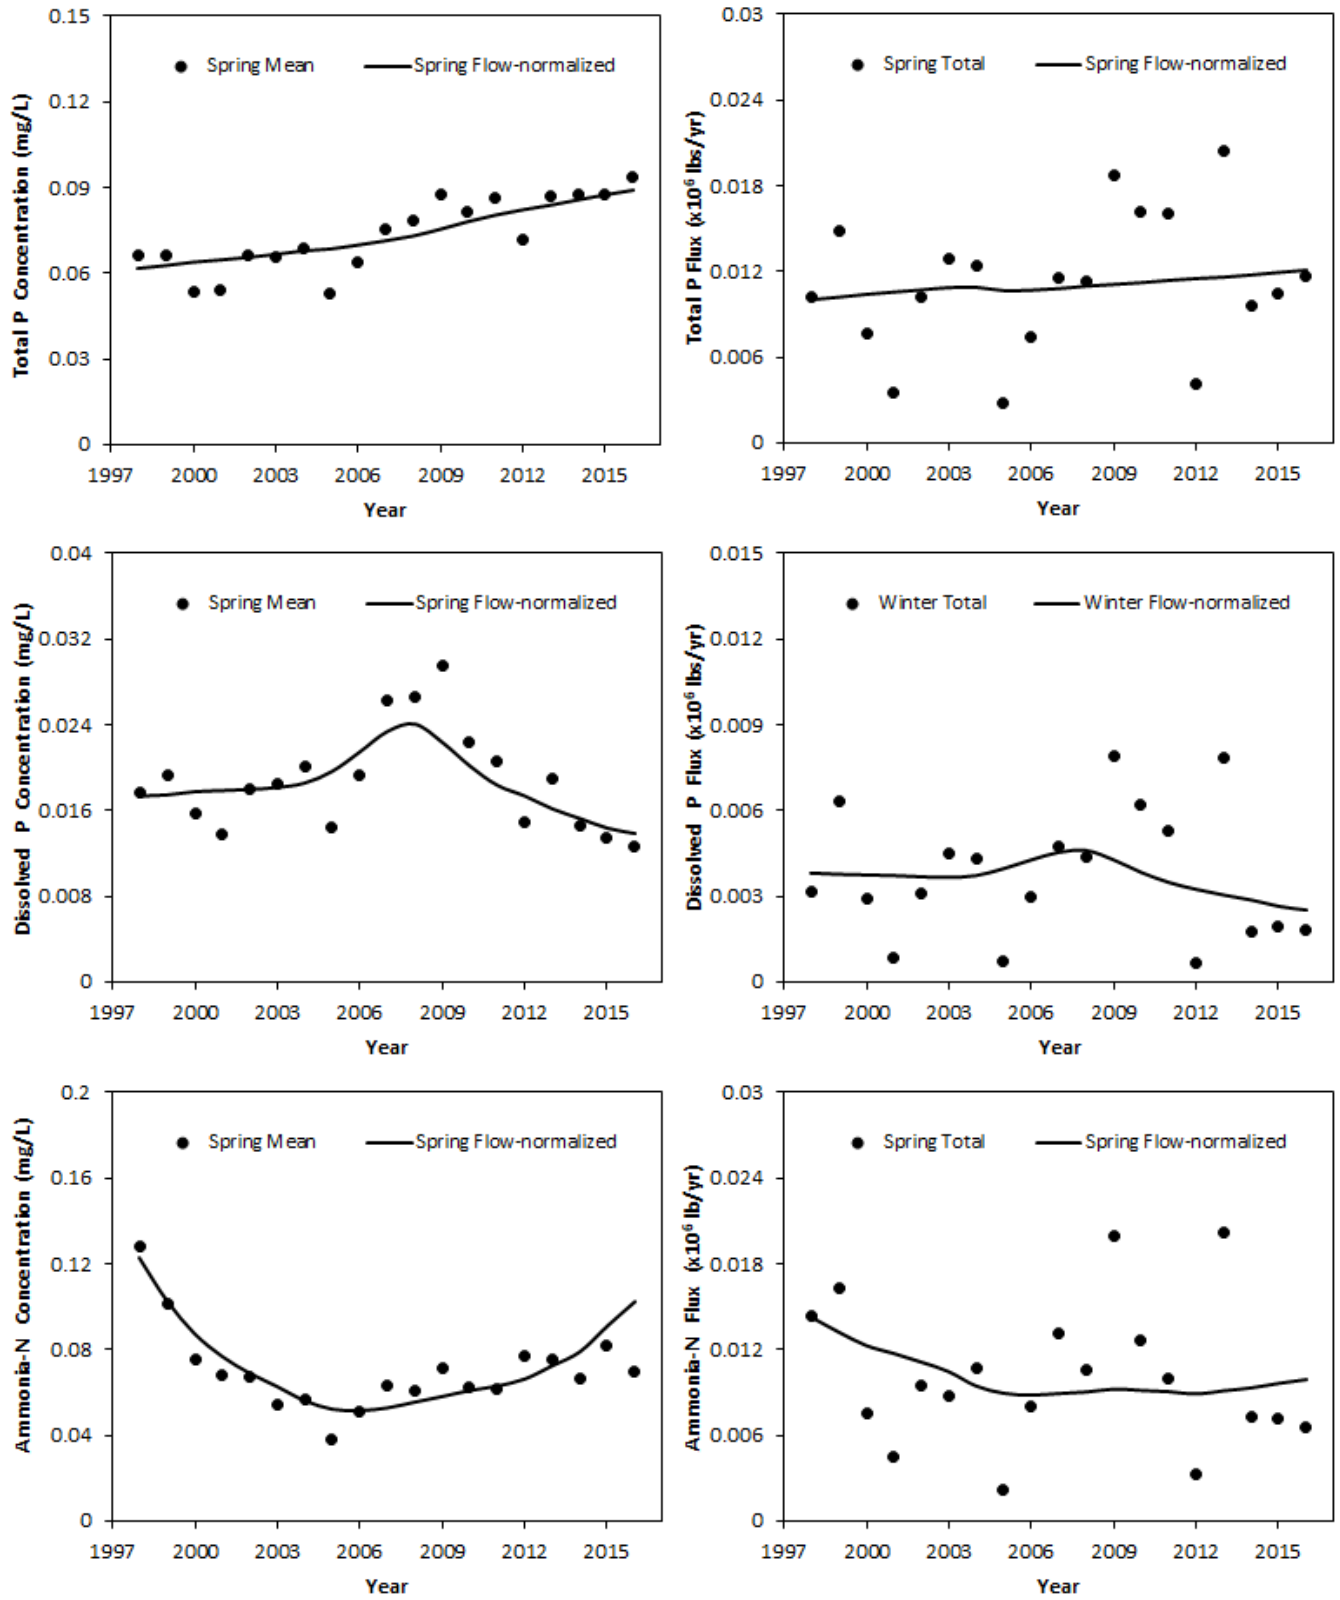 Total P Concentration (mg/L)
0.15
0.12
0.09
0.06
0.03
0
Spring Mean
Spring Flow-normalized
1997 2000 2003 2006 2009 2012 2015
Year
Total P Flux (x10⁶ lbs/yr)
0.03
0.024
0.018
0.012
0.006
0
Spring Total
Spring Flow-normalized
1997 2000 2003 2006 2009 2012 2015
Year
Dissolved P Concentration (mg/L)
0.04
0.032
0.024
0.016
0.008
0
Spring Mean
Spring Flow-normalized
1997 2000 2003 2006 2009 2012 2015
Year
Dissolved P Flux (x10⁶ lbs/yr)
0.015
0.012
0.009
0.006
0.003
0
Winter Total
Winter Flow-normalized
1997 2000 2003 2006 2009 2012 2015
Year
Ammonia-N Concentration (mg/L)
0.2
0.16
0.12
0.08
0.04
0
Spring Mean
Spring Flow-normalized
1997 2000 2003 2006 2009 2012 2015
Year
Ammonia-N Flux (x10⁶ lb/yr)
0.03
0.024
0.018
0.012
0.006
0
Spring Total
Spring Flow-normalized
1997 2000 2003 2006 2009 2012 2015
Year